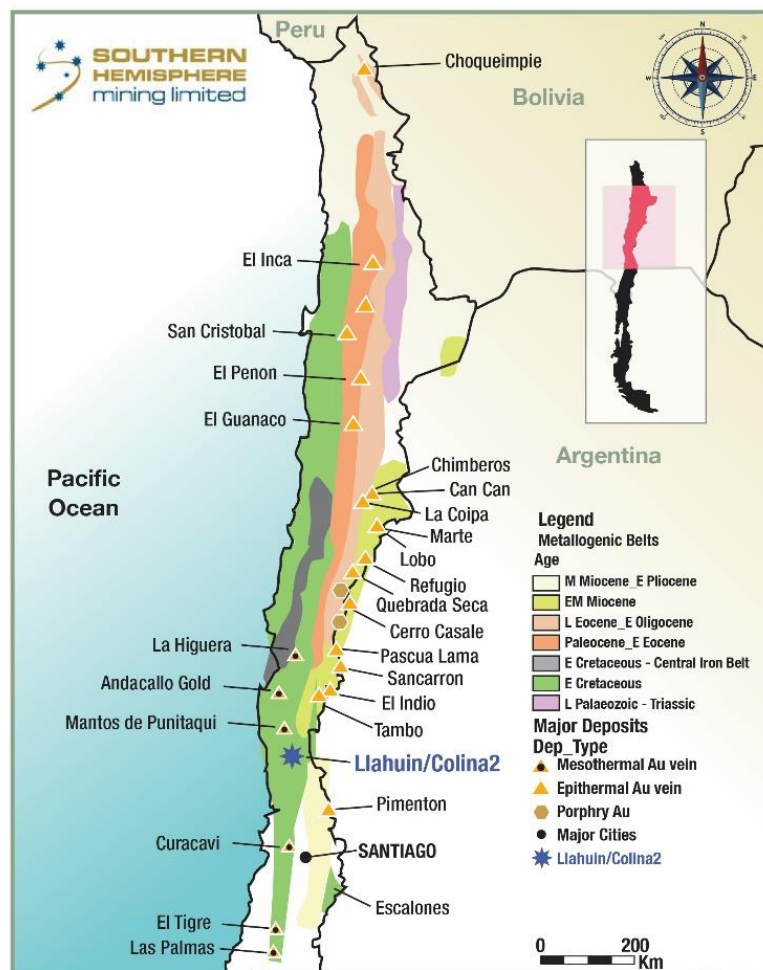 SOUTHERN
HEMISPHERE
mining limited
Peru
Choqueimpie
Bolivia
N
W
E
S
El Inca
San Cristobal
El Penon
El Guanaco
Argentina
Pacific
Ocean
Chimberos
Can Can
La Coipa
Marte
Lobo
Refugio
Quebrada Seca
Cerro Casale
La Higuera
Pascua Lama
Andacallo Gold
Sancarron
El Indio
Mantos de Punitaqui
Tambo
Llahuin/Colina2
Pimenton
Curacavi
SANTIAGO
Escalones
El Tigre
Las Palmas
Legend
Metallogenic Belts
Age
M Miocene_E Pliocene
EM Miocene
L Eocene_E Oligocene
Paleocene_E Eocene
E Cretaceous - Central Iron Belt
E Cretaceous
L Palaezoic - Triassic
Major Deposits
Dep_Type
Mesothermal Au vein
Epithermal Au vein
Porphry Au
Major Cities
Llahuin/Colina2
0 200
Km